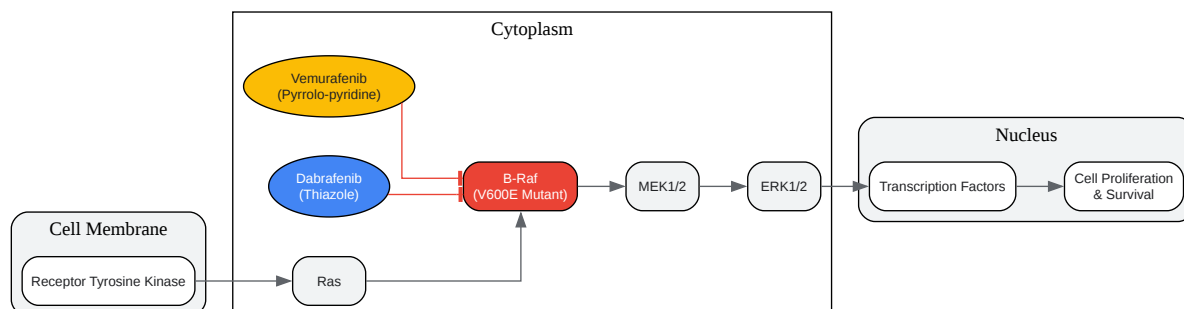 Cytoplasm
Vemurafenib
(Pyrrolo-pyridine)
Dabrafenib
(Thiazole)
B-Raf
(V600E Mutant)
MEK1/2
ERK1/2
Nucleus
Transcription Factors
Cell Proliferation
& Survival
Cell Membrane
Receptor Tyrosine Kinase
Ras